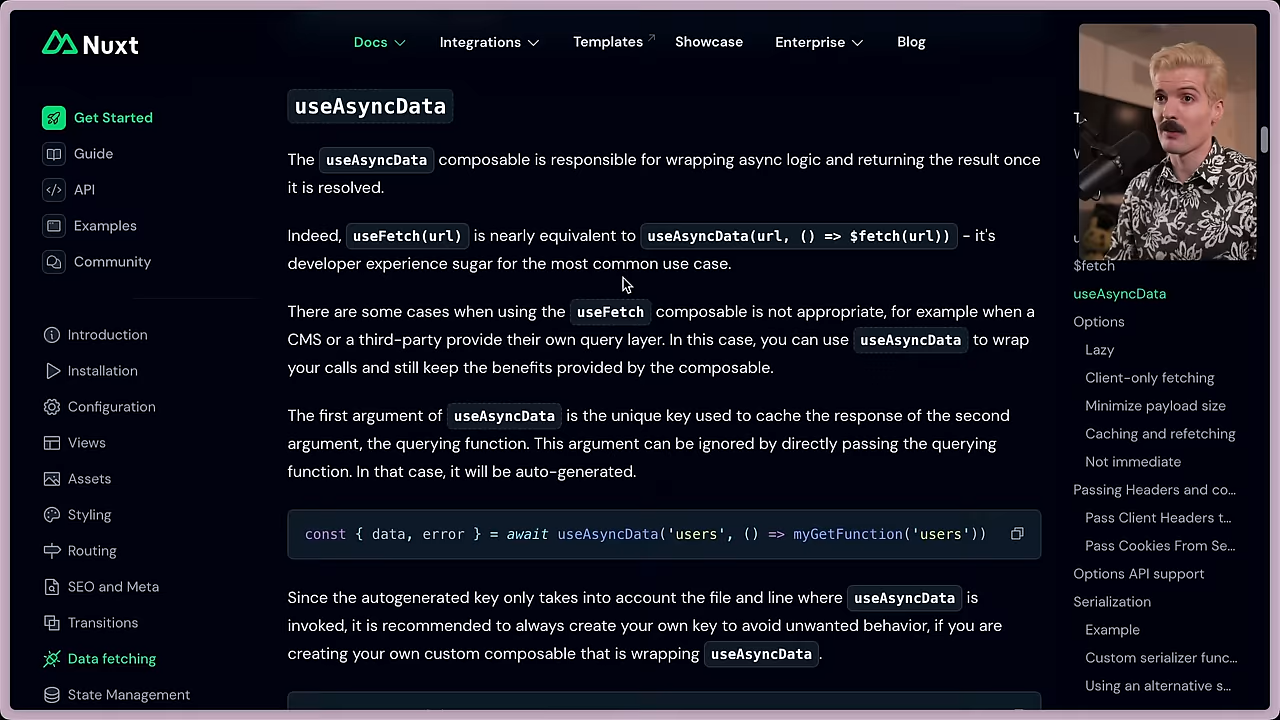 Nuxt
Docs
Integrations
Templates
Showcase
Enterprise
Blog
Get Started
Guide
API
Examples
Community
Introduction
Installation
Configuration
Views
Assets
Styling
Routing
SEO and Meta
Transitions
Data fetching
State Management
useAsyncData
The useAsyncData composable is responsible for wrapping async logic and returning the result once
it is resolved.
Indeed, useFetch(url) is nearly equivalent to useAsyncData(url, () => $fetch(url)) - it's
developer experience sugar for the most common use case.
There are some cases when using the useFetch composable is not appropriate, for example when a
CMS or a third-party provide their own query layer. In this case, you can use useAsyncData to wrap
your calls and still keep the benefits provided by the composable.
The first argument of useAsyncData is the unique key used to cache the response of the second
argument, the querying function. This argument can be ignored by directly passing the querying
function. In that case, it will be auto-generated.
const { data, error } = await useAsyncData('users', () => myGetFunction('users'))
Since the autogenerated key only takes into account the file and line where useAsyncData is
invoked, it is recommended to always create your own key to avoid unwanted behavior, if you are
creating your own custom composable that is wrapping useAsyncData.
$fetch
useAsyncData
Options
Lazy
Client-only fetching
Minimize payload size
Caching and refetching
Not immediate
Passing Headers and co...
Pass Client Headers t...
Pass Cookies From Se...
Options API support
Serialization
Example
Custom serializer func...
Using an alternative s...